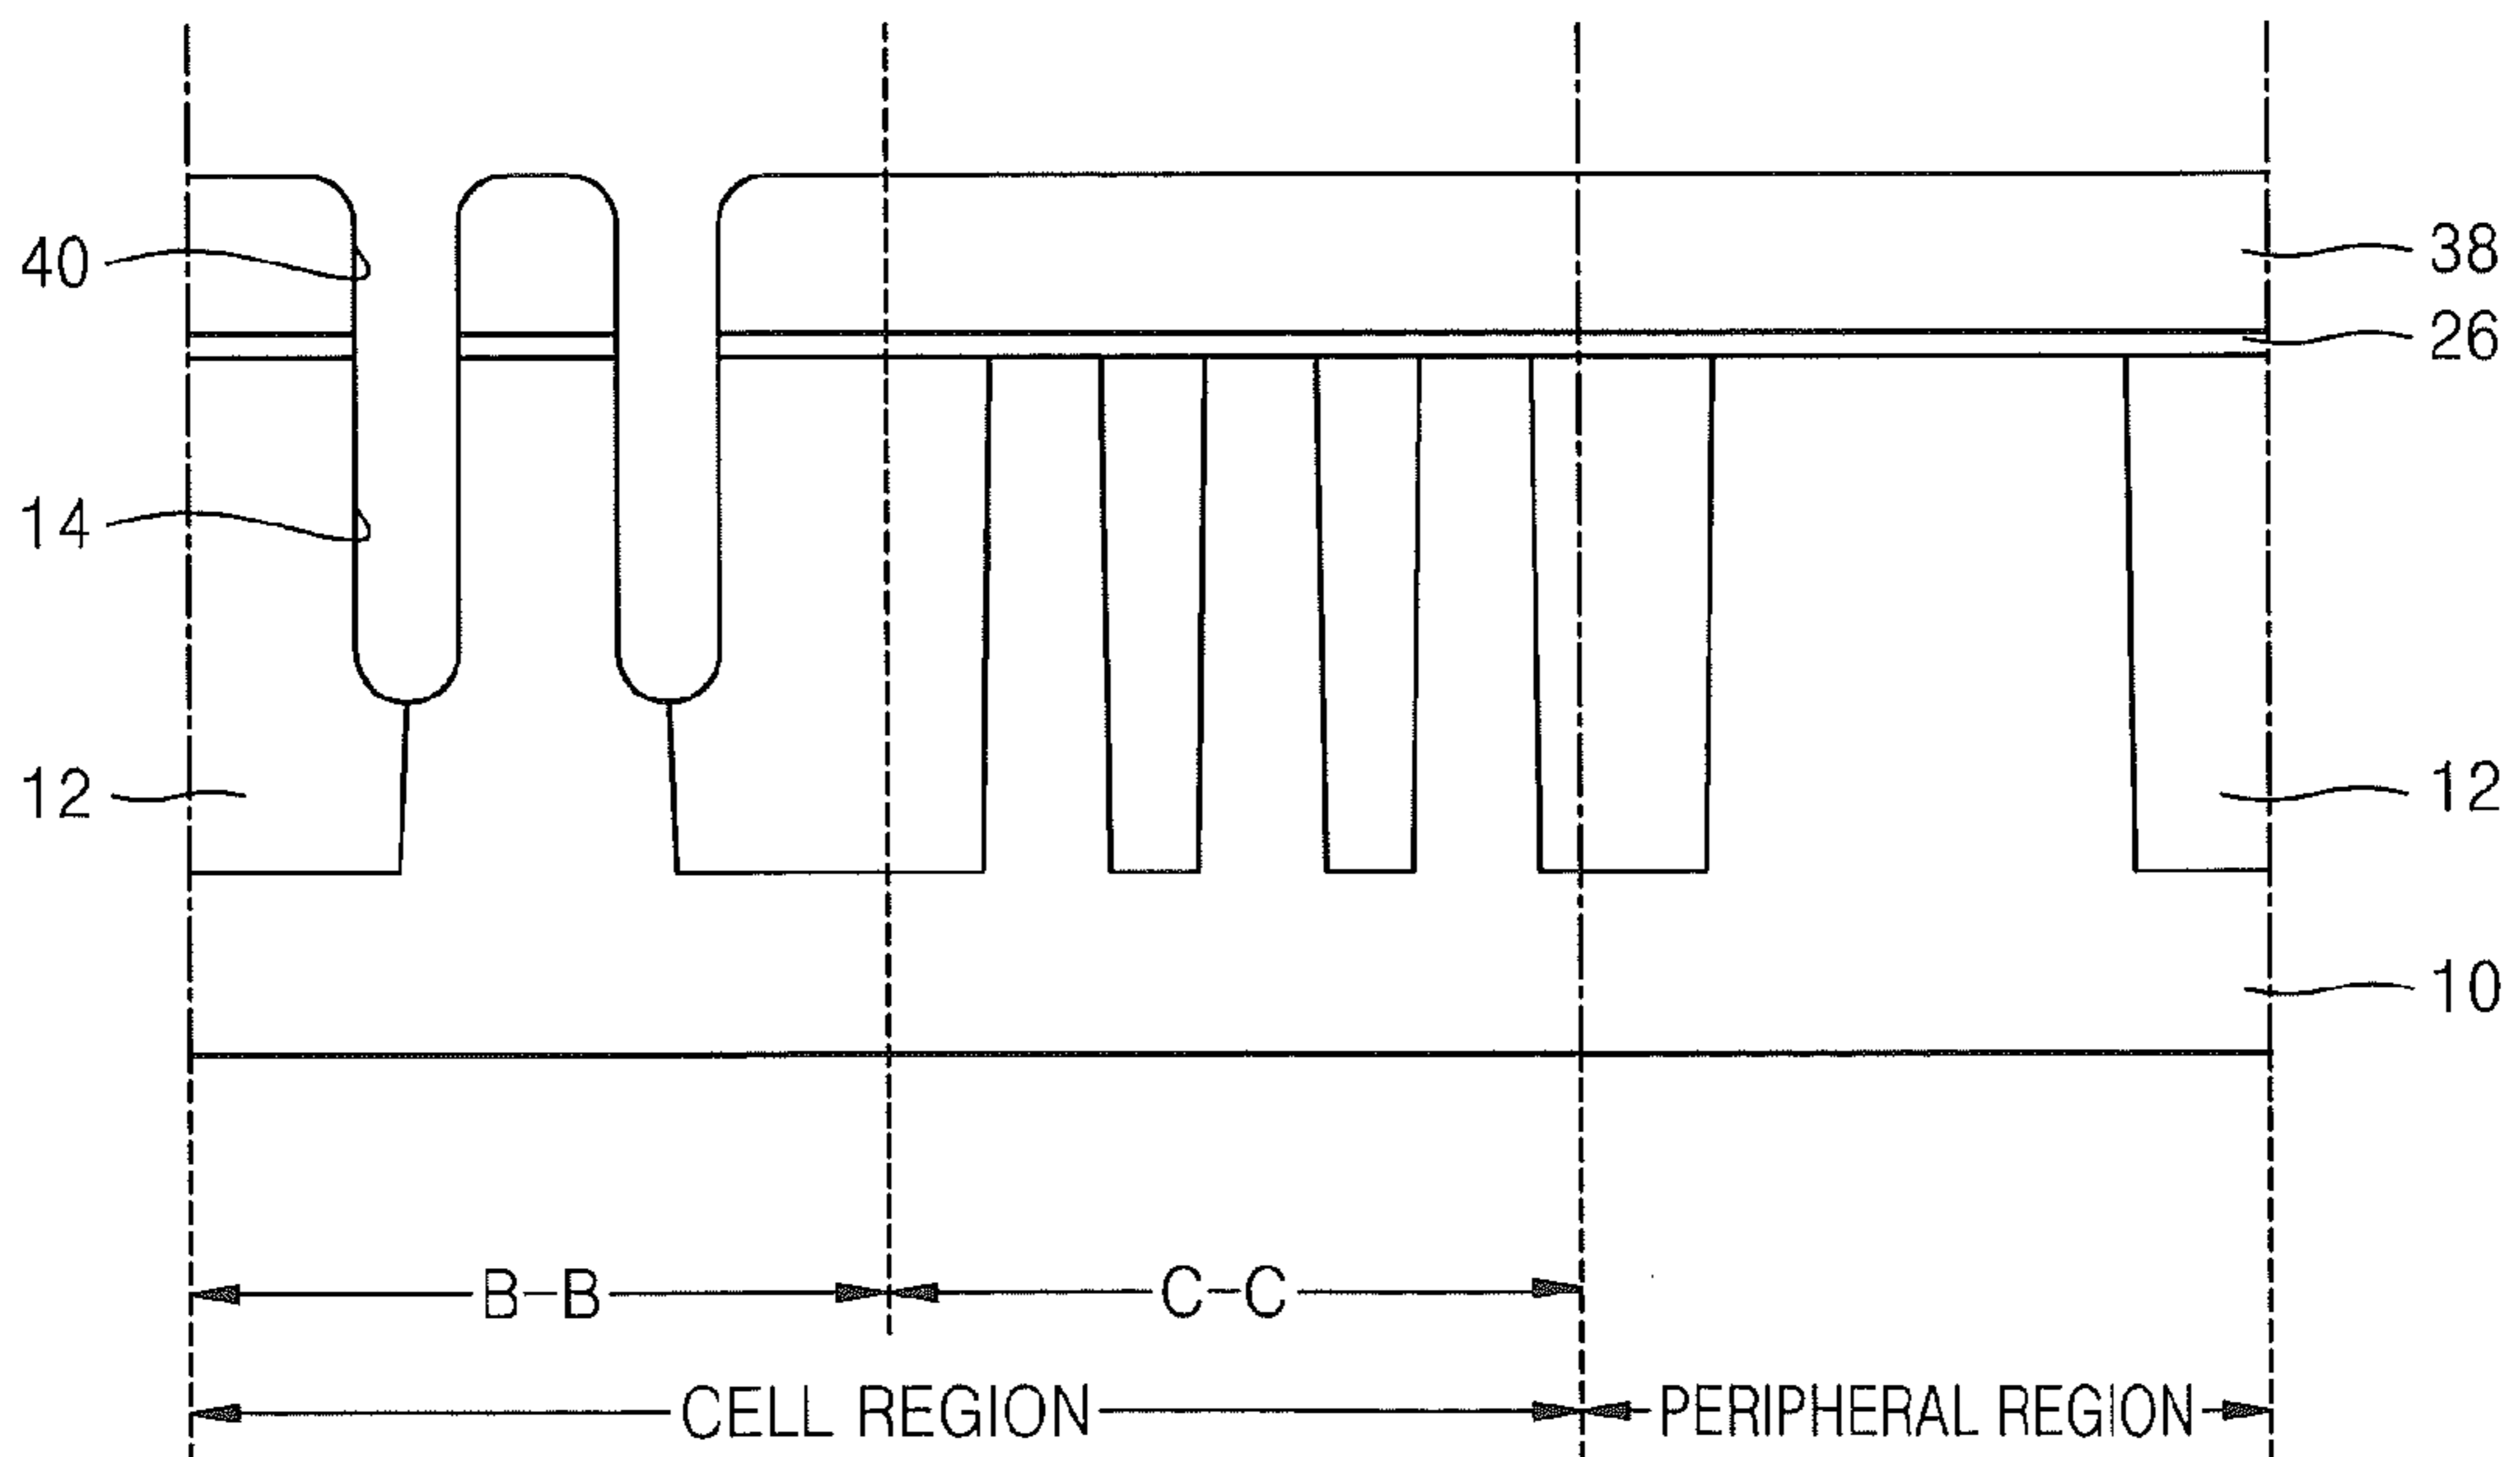 40
38
26
14
12
12
10
B-B
C-C
CELL REGION
PERIPHERAL REGION